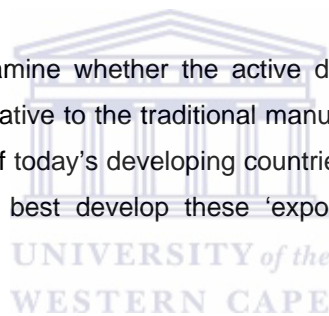 amine whether the active d
ative to the traditional manu
f today's developing countries
best develop these 'expo
UNIVERSITY of the
WESTERN CAPE